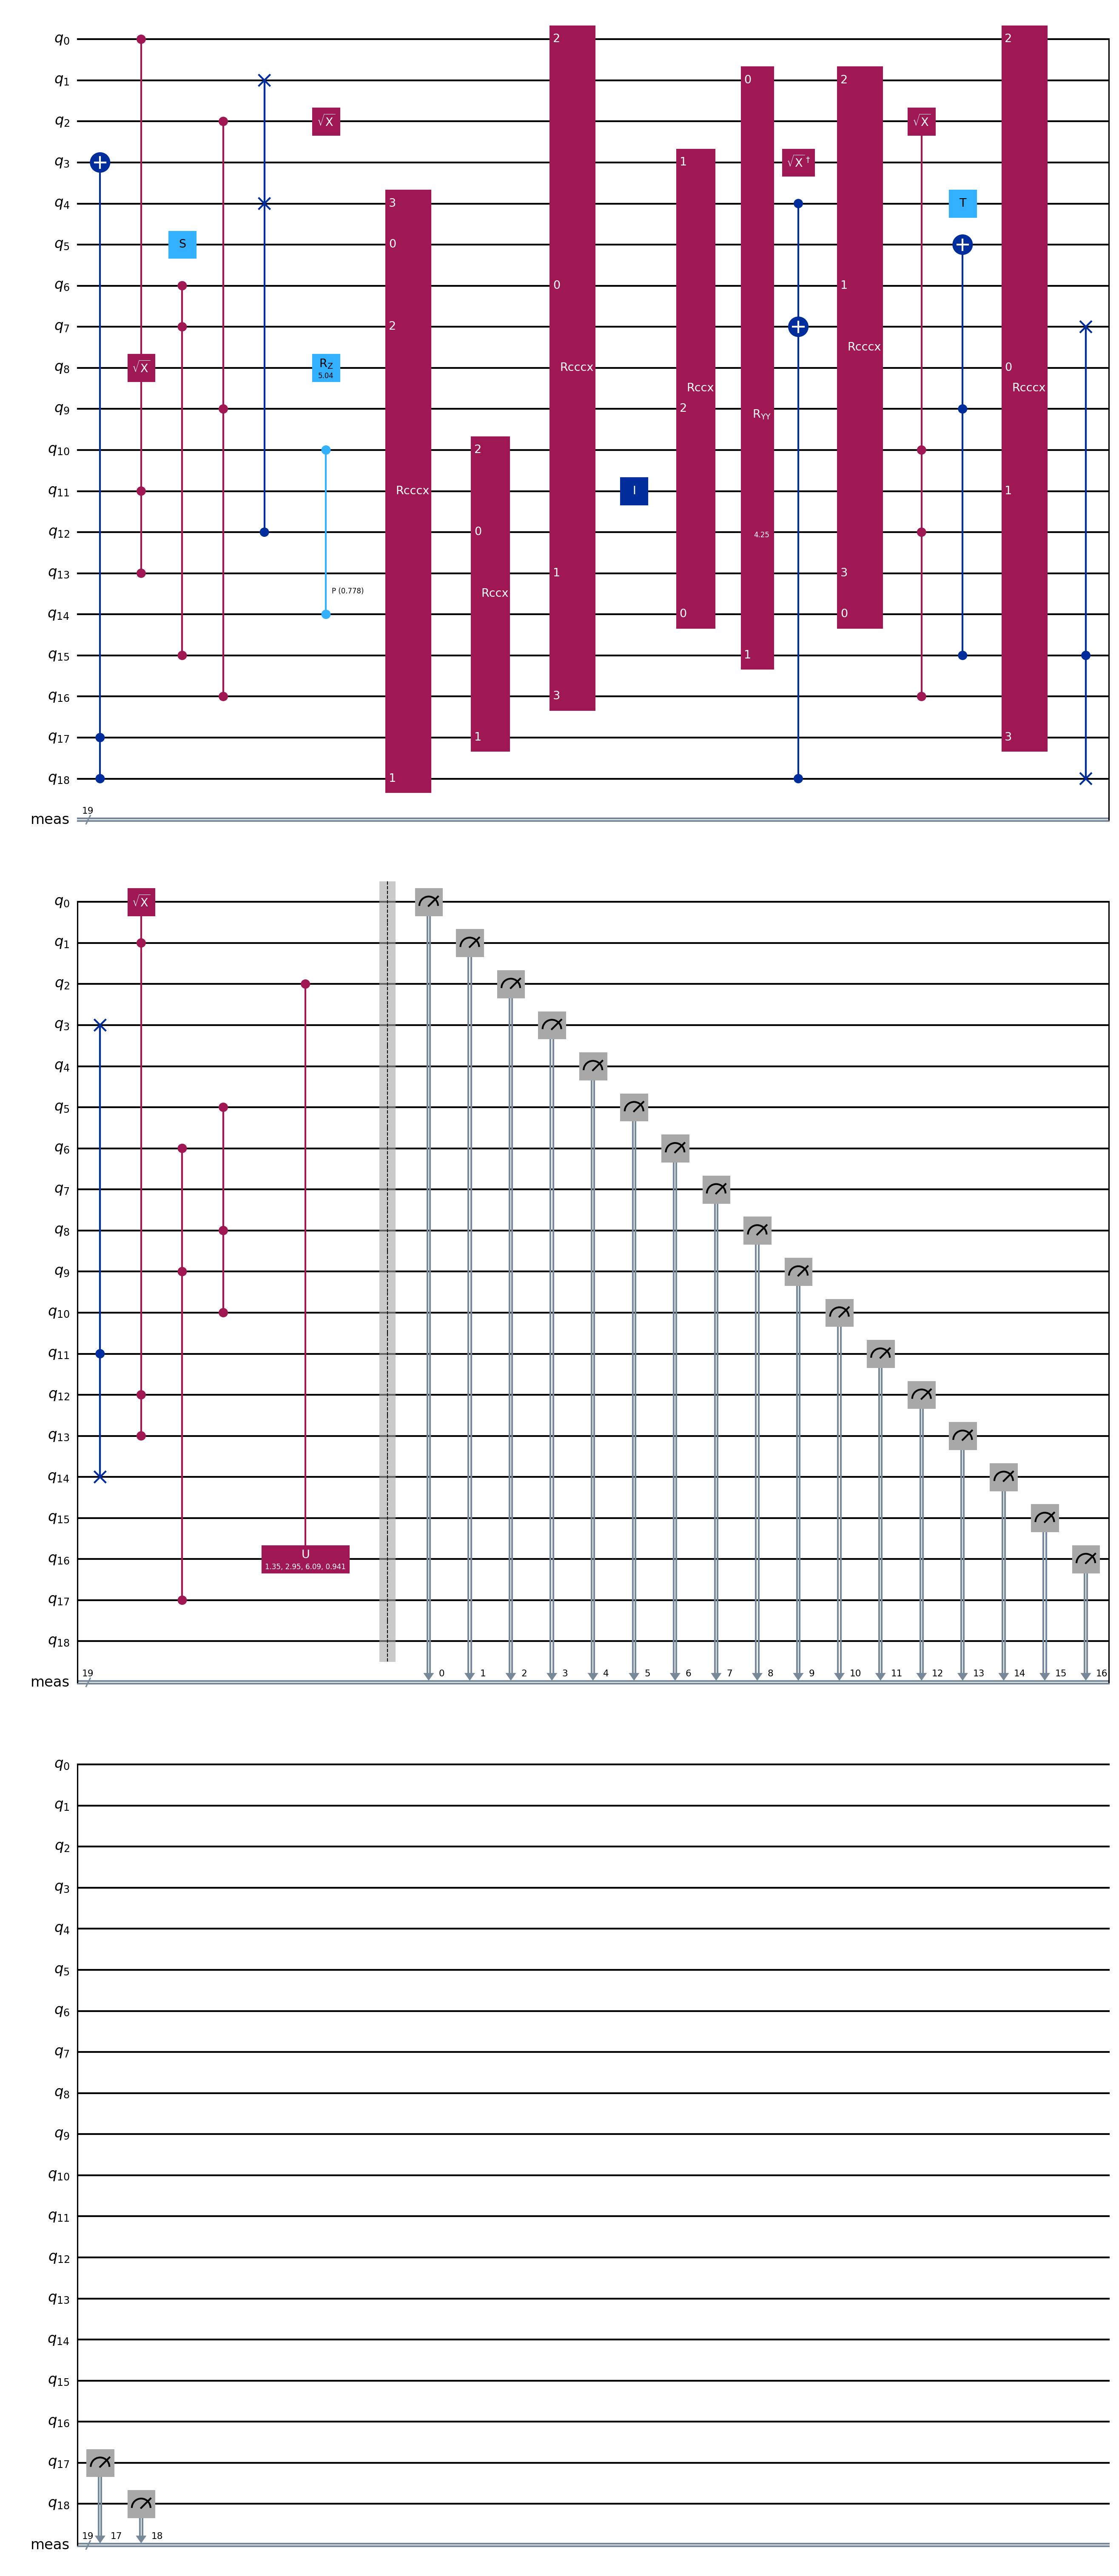 q0 2 2
q1 0 2
q2 √X √X
q3 1 √X†
q4 3 T
q5 S 0
q6 0 1
q7 2
q8 √X RZ 5.04 Rcccx Rcccx 0
q9 2 Rccx RYY Rcccx
q10 2
q11 Rcccx I 1
q12 0 4.25
q13 P (0.778) Rccx 1 3
q14 0 0
q15 1
q16 3
q17 1 3
q18 1
meas 19
q0 √X
q1
q2
q3
q4
q5
q6
q7
q8
q9
q10
q11
q12
q13
q14
q15
q16 U
1.35, 2.95, 6.09, 0.941
q17
q18
meas 19 0 1 2 3 4 5 6 7 8 9 10 11 12 13 14 15 16
q0
q1
q2
q3
q4
q5
q6
q7
q8
q9
q10
q11
q12
q13
q14
q15
q16
q17
q18
meas 19 17 18